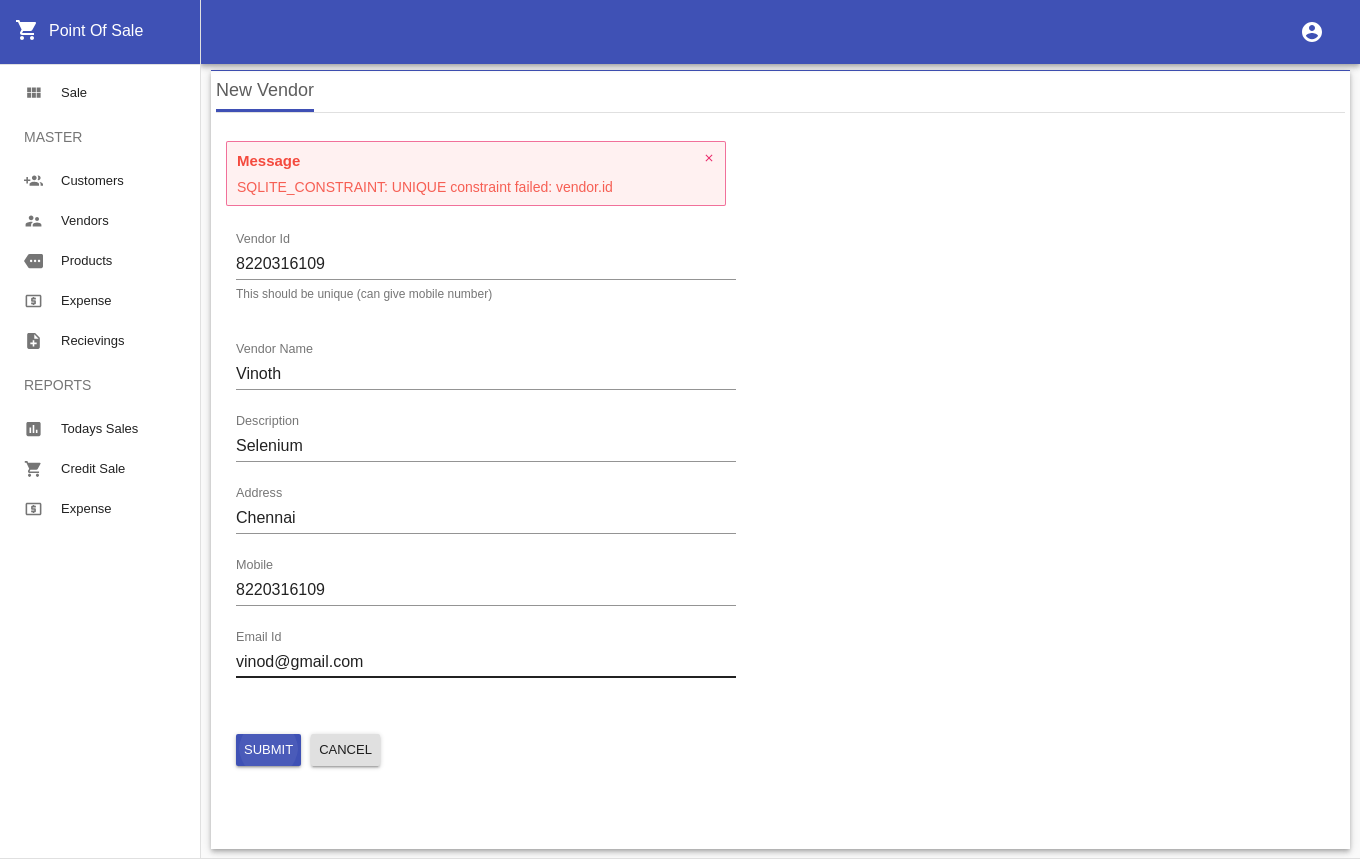 Point Of Sale
Sale
MASTER
Customers
Vendors
Products
Expense
Recievings
REPORTS
Todays Sales
Credit Sale
Expense
New Vendor
Message
×
SQLITE_CONSTRAINT: UNIQUE constraint failed: vendor.id
Vendor Id
8220316109
This should be unique (can give mobile number)
Vendor Name
Vinoth
Description
Selenium
Address
Chennai
Mobile
8220316109
Email Id
vinod@gmail.com
SUBMIT CANCEL